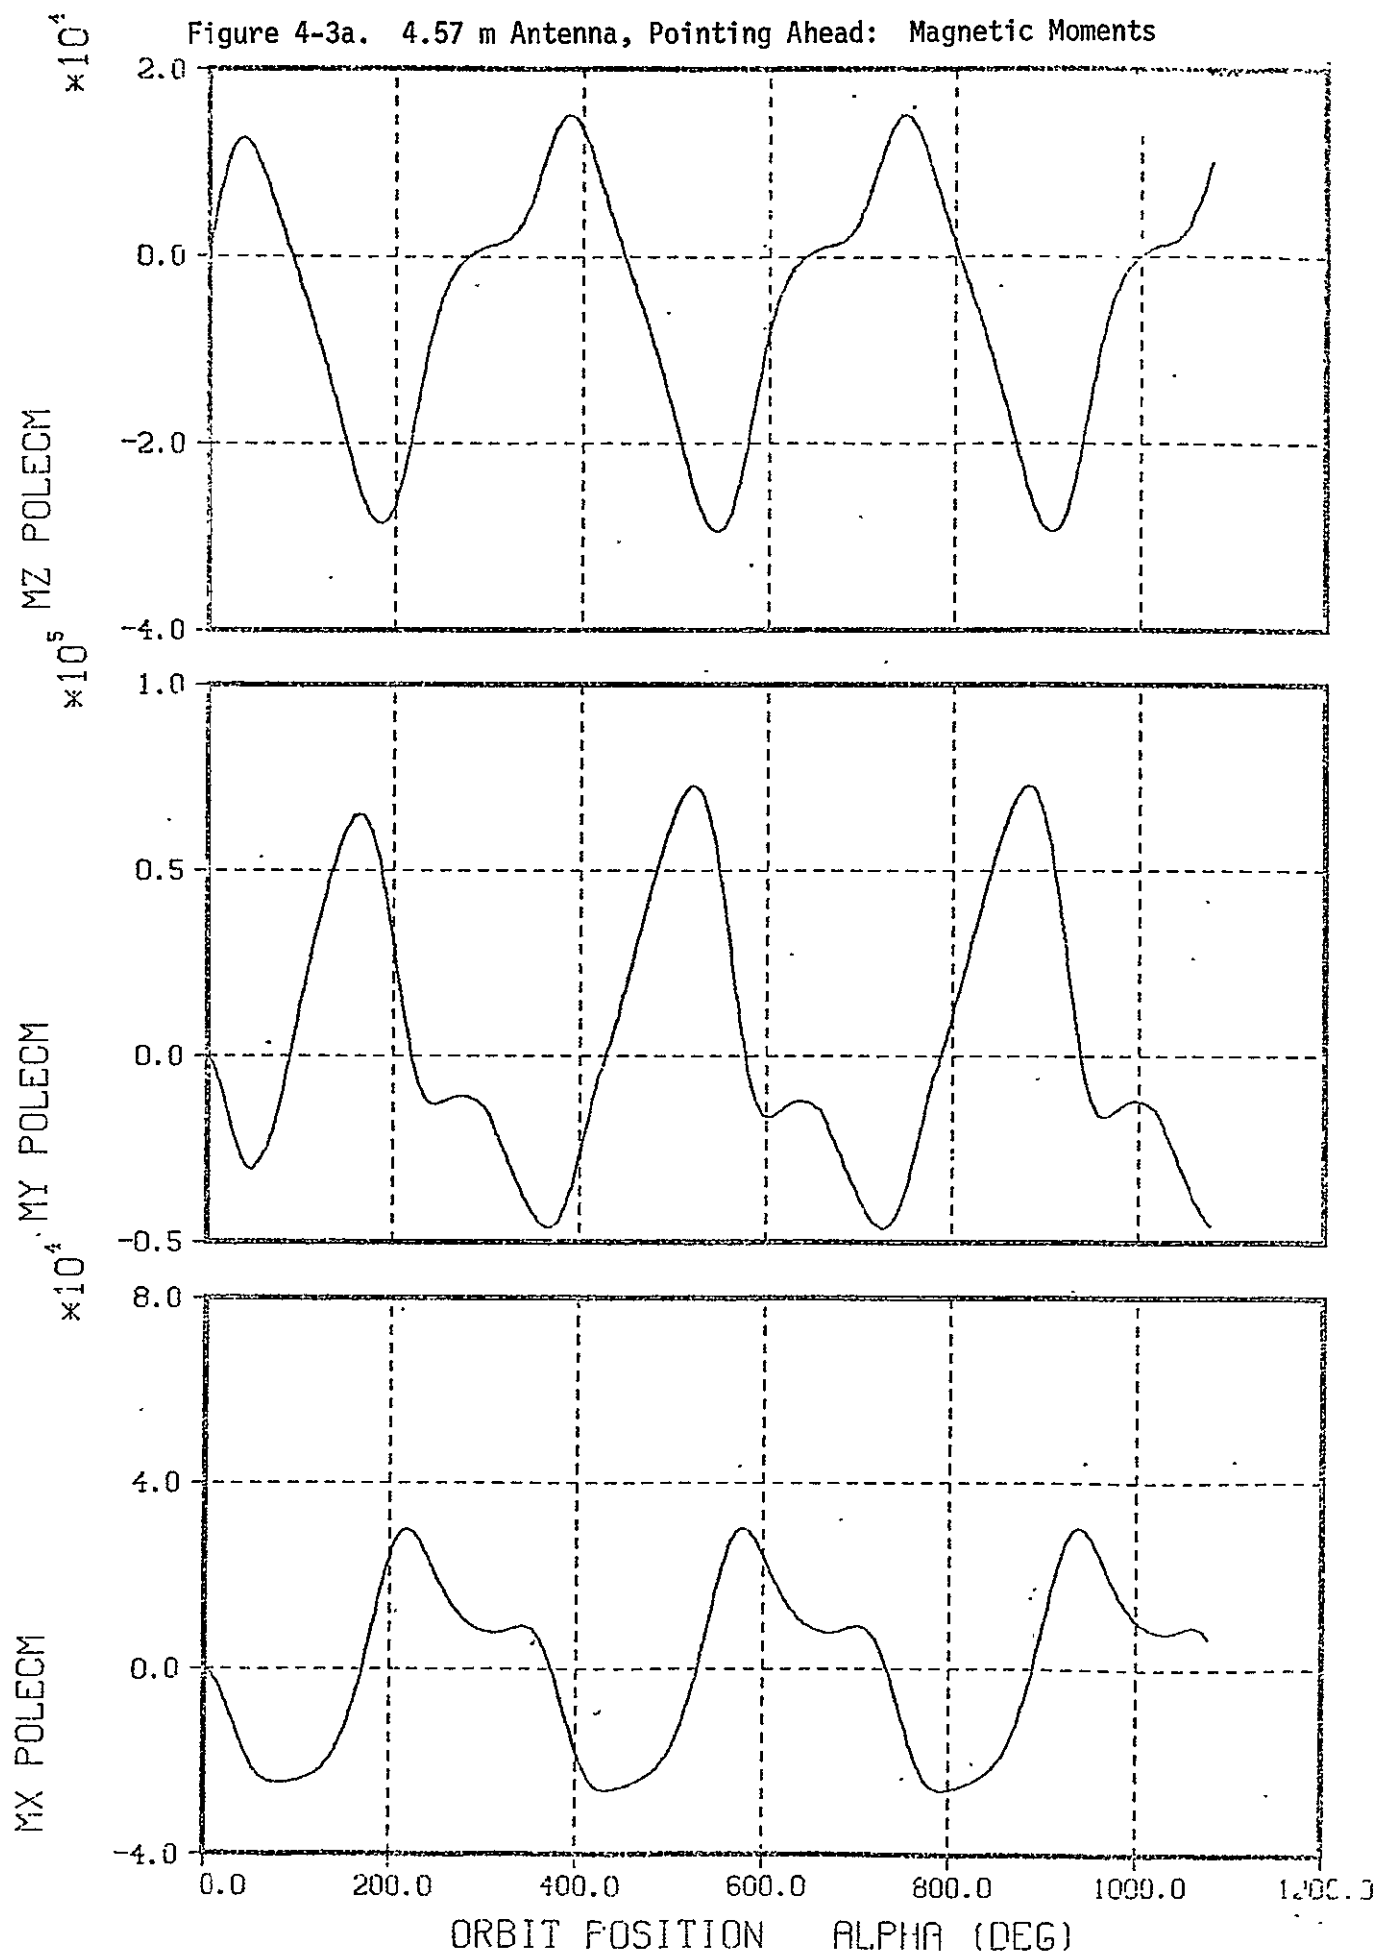 Figure 4-3a. 4.57 m Antenna, Pointing Ahead: Magnetic Moments
*10⁴
2.0
0.0
-2.0
-4.0
MZ POLECM
*10⁵
1.0
0.5
0.0
-0.5
MY POLECM
*10⁴
8.0
4.0
0.0
-4.0
MX POLECM
0.0 200.0 400.0 600.0 800.0 1000.0
ORBIT POSITION ALPHA (DEG)